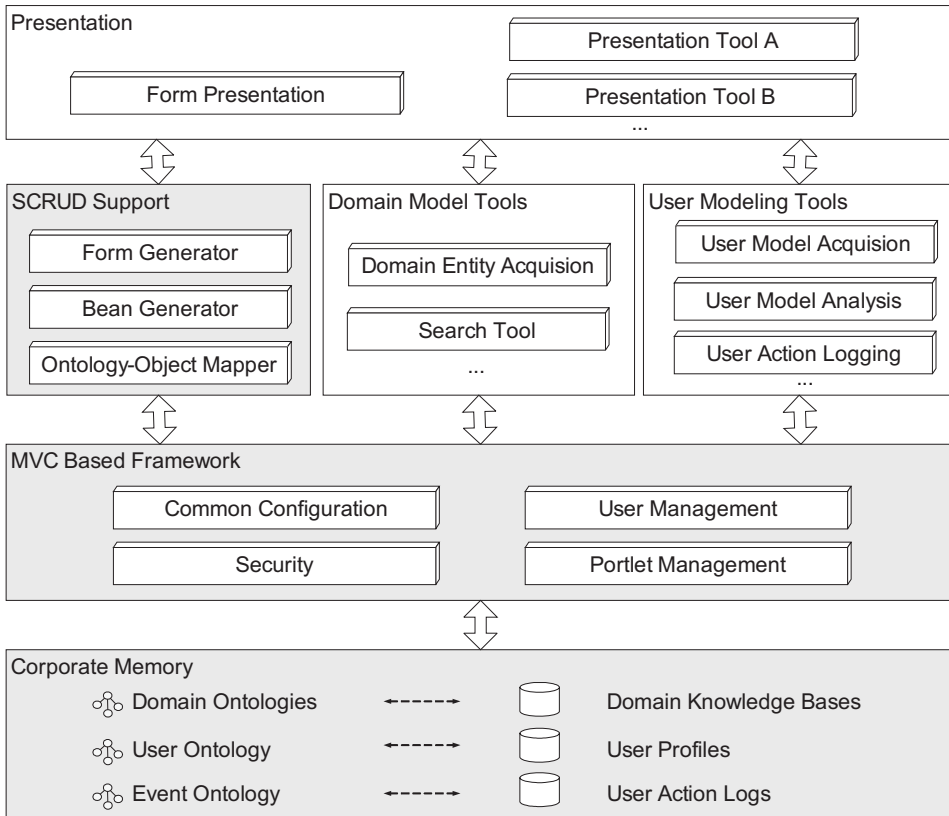 Presentation
Presentation Tool A
Form Presentation
Presentation Tool B
...
SCRUD Support
Form Generator
Bean Generator
Ontology-Object Mapper
Domain Model Tools
Domain Entity Acquision
Search Tool
...
User Modeling Tools
User Model Acquision
User Model Analysis
User Action Logging
...
MVC Based Framework
Common Configuration
User Management
Security
Portlet Management
Corporate Memory
Domain Ontologies
Domain Knowledge Bases
User Ontology
User Profiles
Event Ontology
User Action Logs